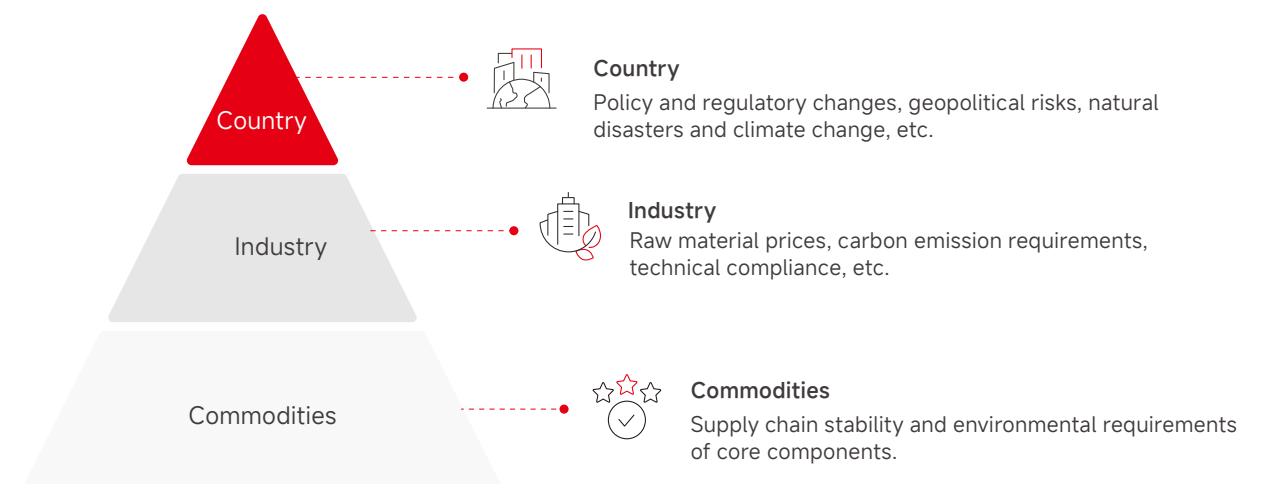 Country
Country
Policy and regulatory changes, geopolitical risks, natural
disasters and climate change, etc.
Industry
Industry
Raw material prices, carbon emission requirements,
technical compliance, etc.
Commodities
Commodities
Supply chain stability and environmental requirements
of core components.